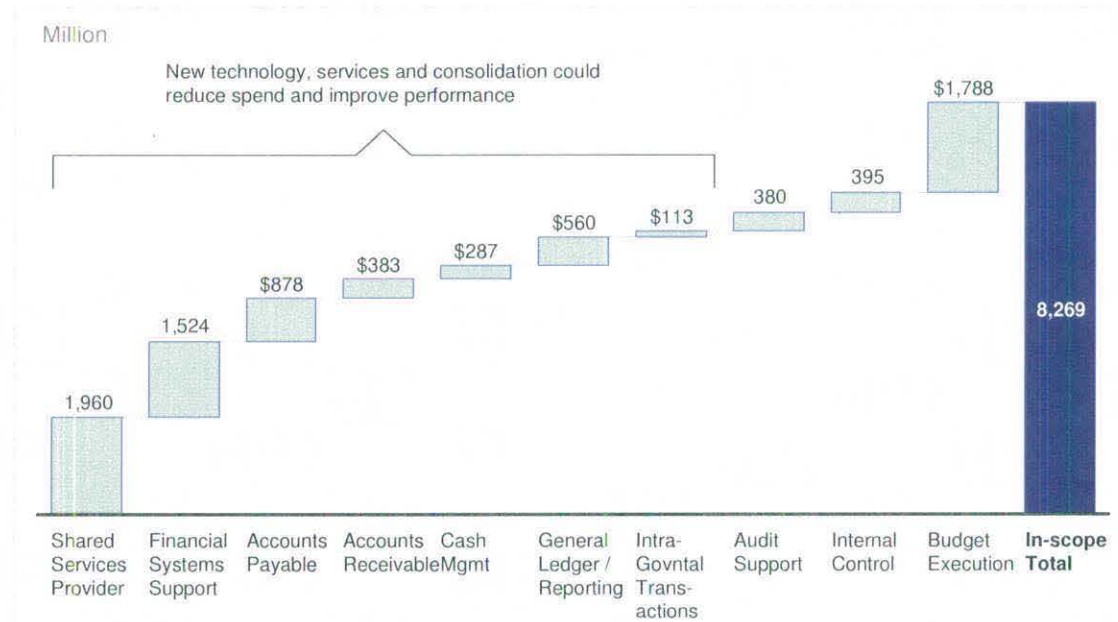 Million
New technology, services and consolidation could
reduce spend and improve performance
1,960
1,524
$878
$383
$287
$560
$113
380
395
$1,788
8,269
Shared
Services
Provider
Financial
Systems
Support
Accounts
Payable
Accounts
Receivable
Cash
Mgmt
General
Ledger /
Reporting
Intra-
Govntal
Trans-
actions
Audit
Support
Internal
Control
Budget
Execution
In-scope
Total